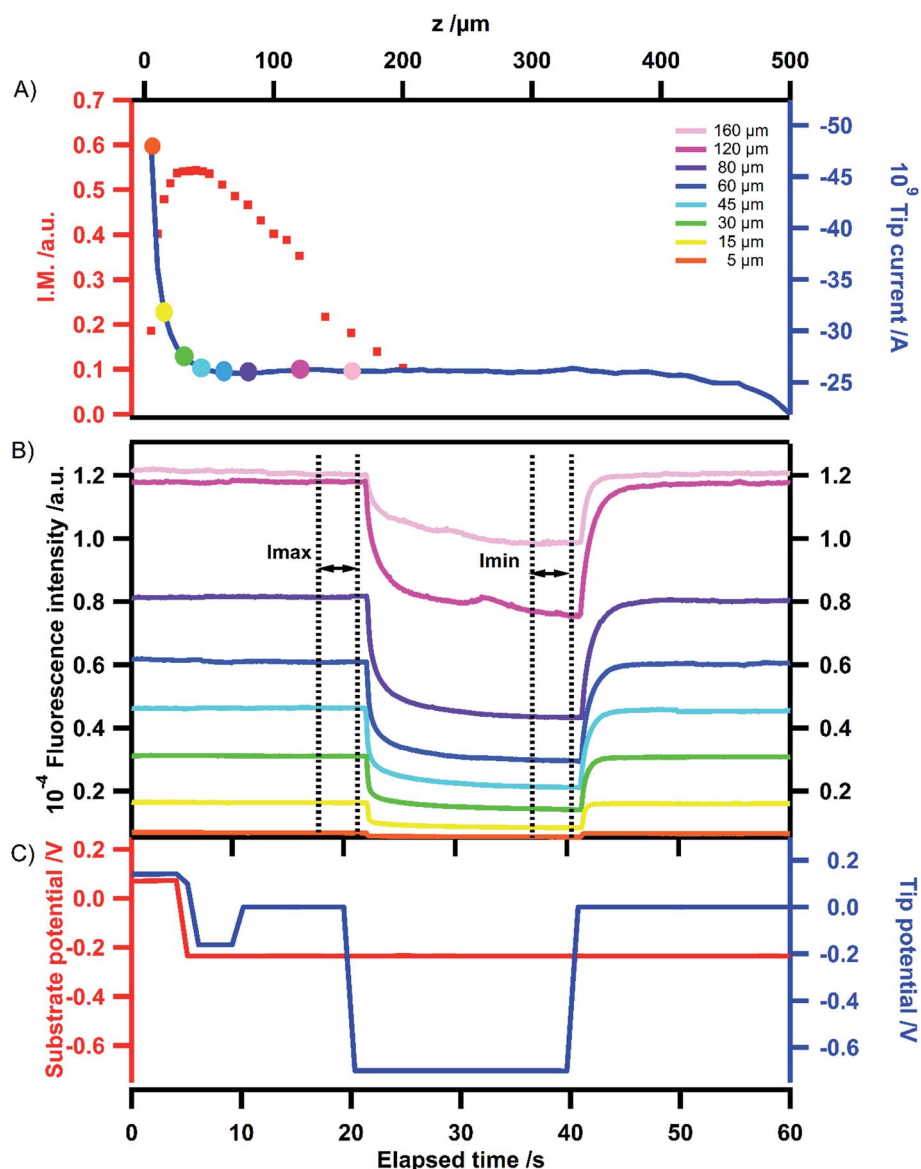 z /µm
0 100 200 300 400 500
A)
0.7
0.6
0.5
0.4
0.3
0.2
0.1
0.0
I.M. /a.u.
160 µm
120 µm
80 µm
60 µm
45 µm
30 µm
15 µm
5 µm
-50
-45
-40
-35
-30
-25
10⁹ Tip current /A
B)
1.2
1.0
0.8
0.6
0.4
0.2
10⁻⁴ Fluorescence intensity /a.u.
Imax
Imin
1.2
1.0
0.8
0.6
0.4
0.2
C)
0.2
0.0
-0.2
-0.4
-0.6
Substrate potential /V
0.2
0.0
-0.2
-0.4
-0.6
Tip potential /V
0 10 20 30 40 50 60
Elapsed time /s